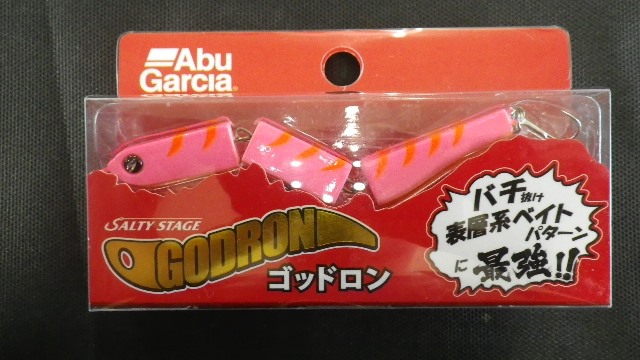 Abu
Garcia
SALTY STAGE
GODRON
ゴッドロン
バチ抜け
表層系ベイト
パターン
に最強!!